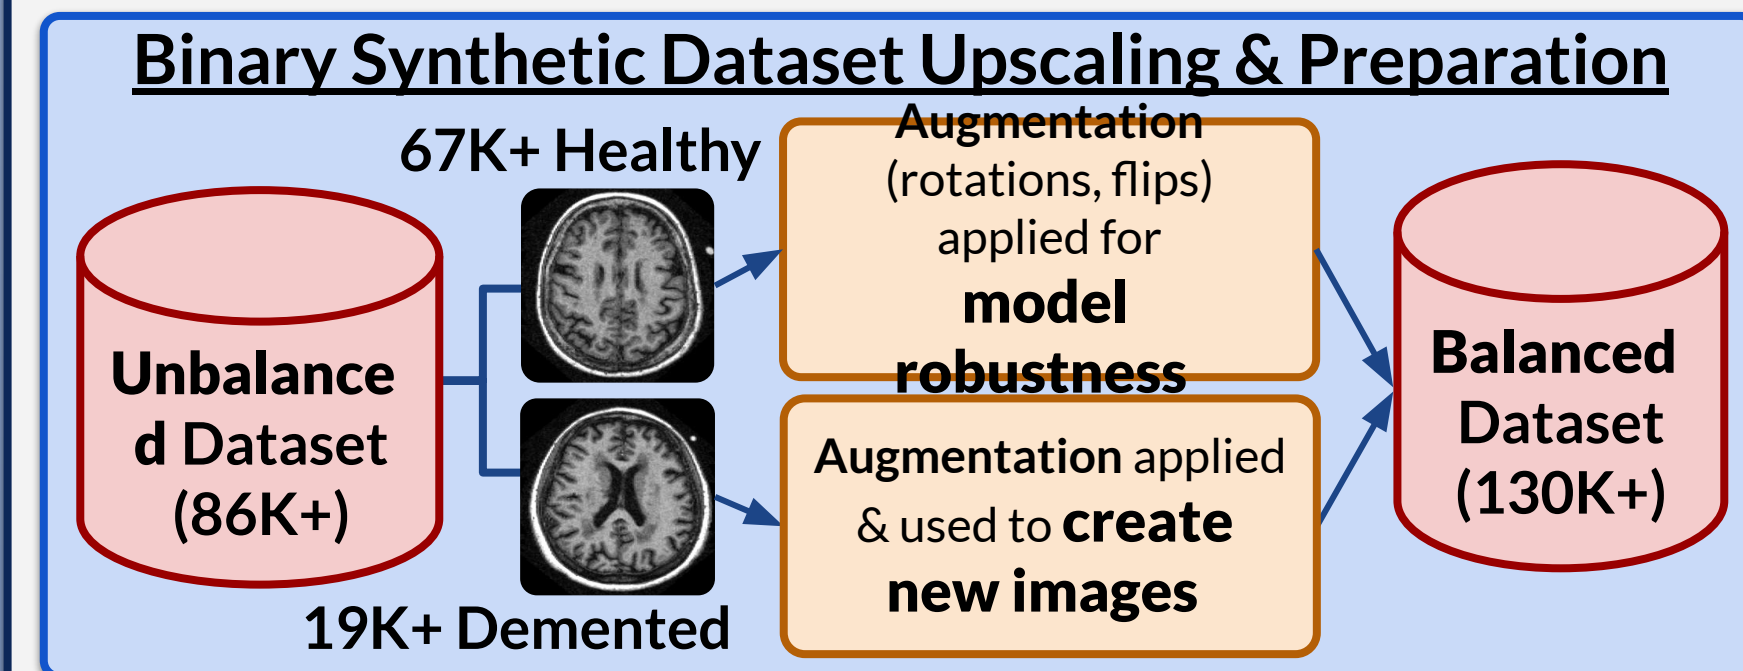 Binary Synthetic Dataset Upscaling & Preparation
67K+ Healthy
Unbalance
d Dataset
(86K+)
19K+ Demented
Augmentation
(rotations, flips)
applied for
model
robustness
Augmentation applied
& used to create
new images
Balanced
Dataset
(130K+)